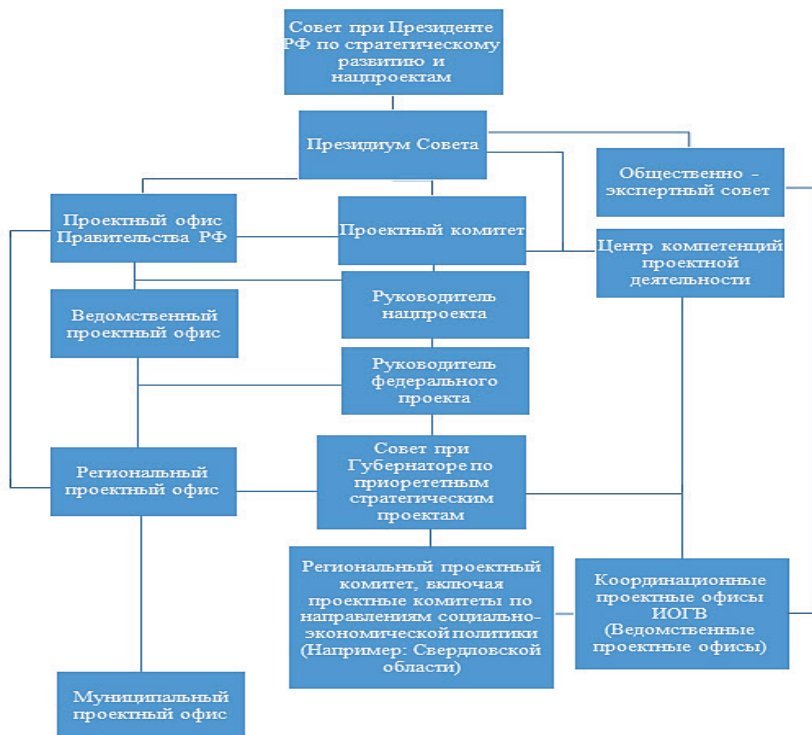 Совет при Президенте
РФ по стратегическому
развитию и
нацпроектам
Президиум Совета
Общественно -
экспертный совет
Проектный офис
Правительства РФ
Проектный комитет
Центр компетенций
проектной
деятельности
Ведомственный
проектный офис
Руководитель
нацпроекта
Руководитель
федерального
проекта
Региональный
проектный офис
Совет при
Губернаторе по
приорететным
стратегическим
проектам
Региональный проектный
комитет, включая
проектные комитеты по
направлениям социально-
экономической политики
(Например: Свердловской
области)
Координационные
проектные офисы
ИОГВ
(Ведомственные
проектные офисы)
Муниципальный
проектный офис